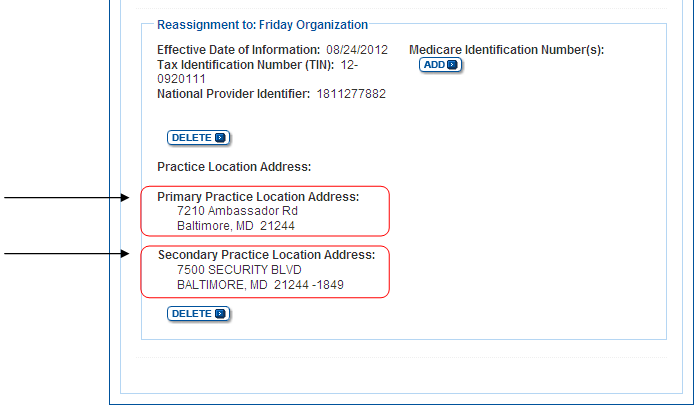 Reassignment to: Friday Organization
Effective Date of Information: 08/24/2012
Tax Identification Number (TIN): 12-
0920111
National Provider Identifier: 1811277882
Medicare Identification Number(s):
ADD
DELETE
Practice Location Address:
Primary Practice Location Address:
7210 Ambassador Rd
Baltimore, MD 21244
Secondary Practice Location Address:
7500 SECURITY BLVD
BALTIMORE, MD 21244 -1849
DELETE